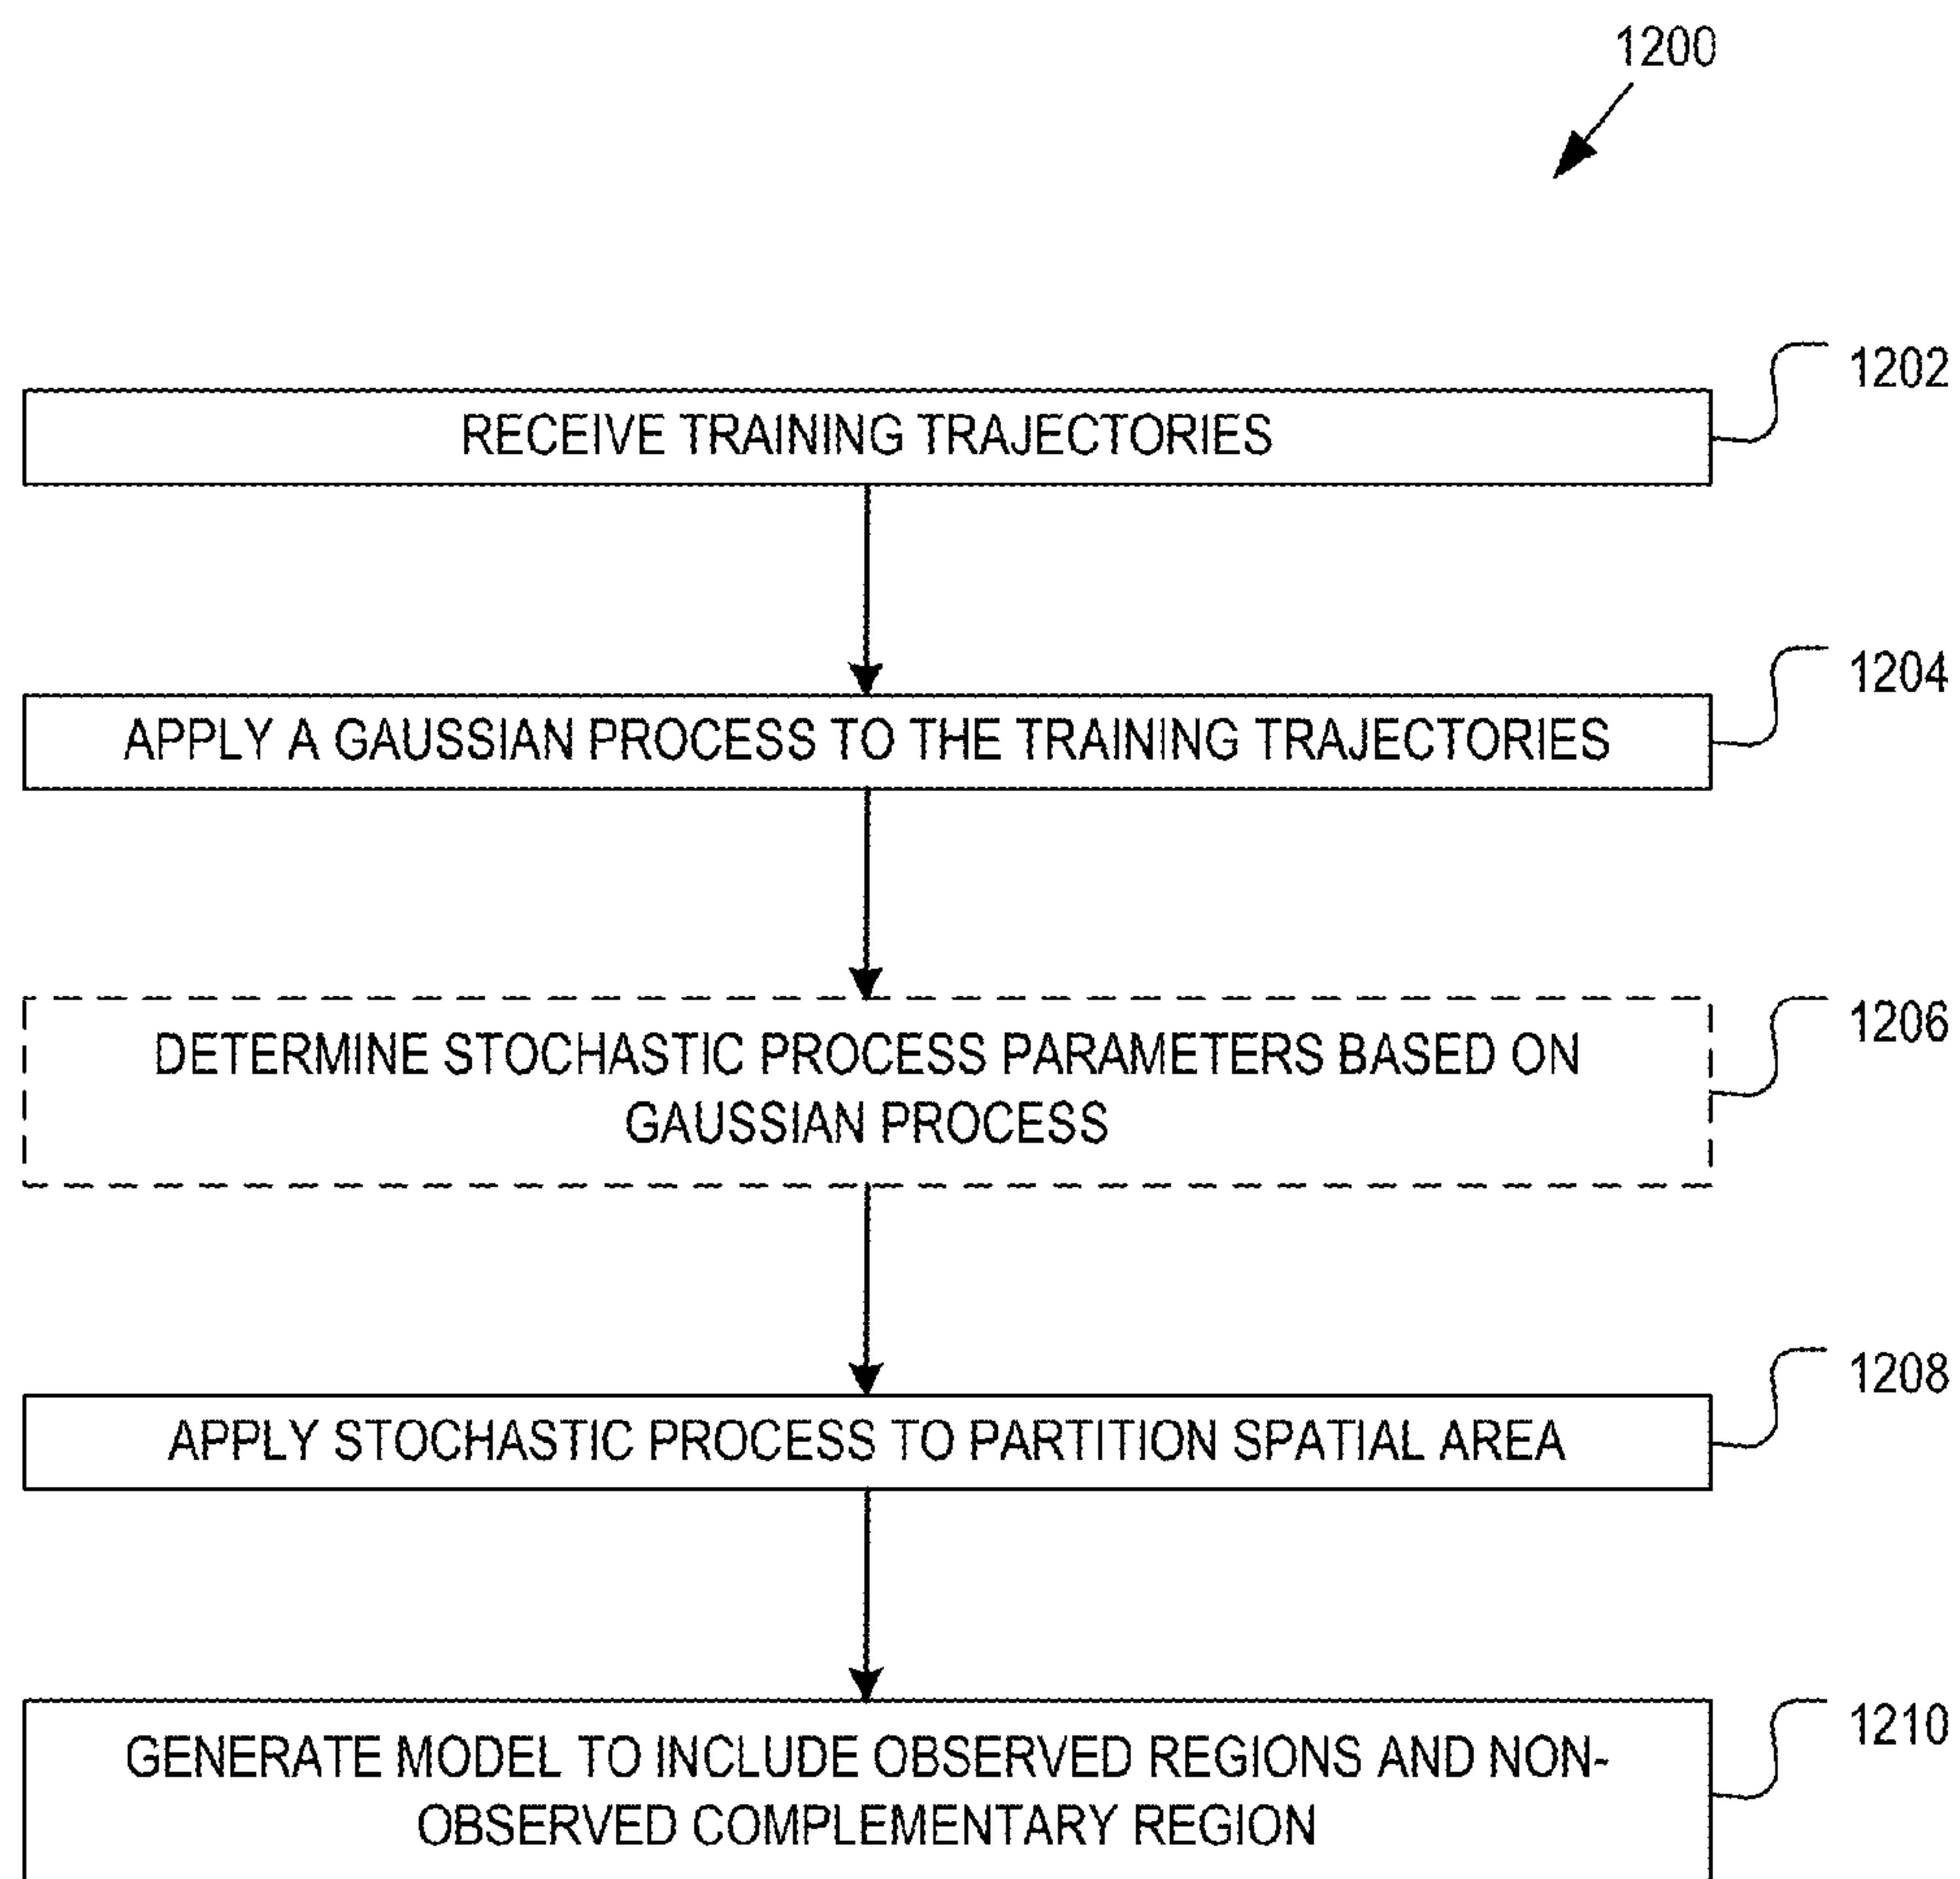 1200
RECEIVE TRAINING TRAJECTORIES
1202
APPLY A GAUSSIAN PROCESS TO THE TRAINING TRAJECTORIES
1204
DETERMINE STOCHASTIC PROCESS PARAMETERS BASED ON
GAUSSIAN PROCESS
1206
APPLY STOCHASTIC PROCESS TO PARTITION SPATIAL AREA
1208
GENERATE MODEL TO INCLUDE OBSERVED REGIONS AND NON-
OBSERVED COMPLEMENTARY REGION
1210